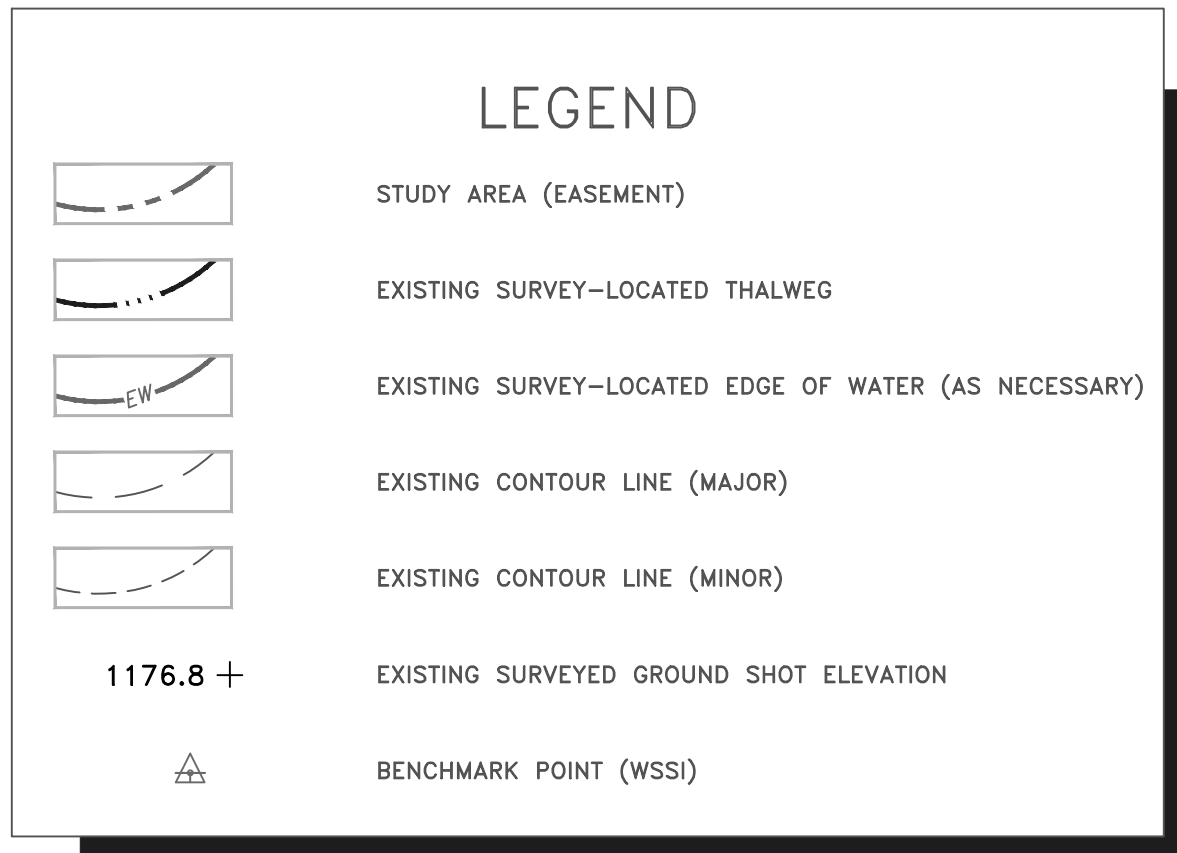 LEGEND
STUDY AREA (EASEMENT)
EXISTING SURVEY-LOCATED THALWEG
EW EXISTING SURVEY-LOCATED EDGE OF WATER (AS NECESSARY)
EXISTING CONTOUR LINE (MAJOR)
EXISTING CONTOUR LINE (MINOR)
1176.8 + EXISTING SURVEYED GROUND SHOT ELEVATION
BENCHMARK POINT (WSSI)